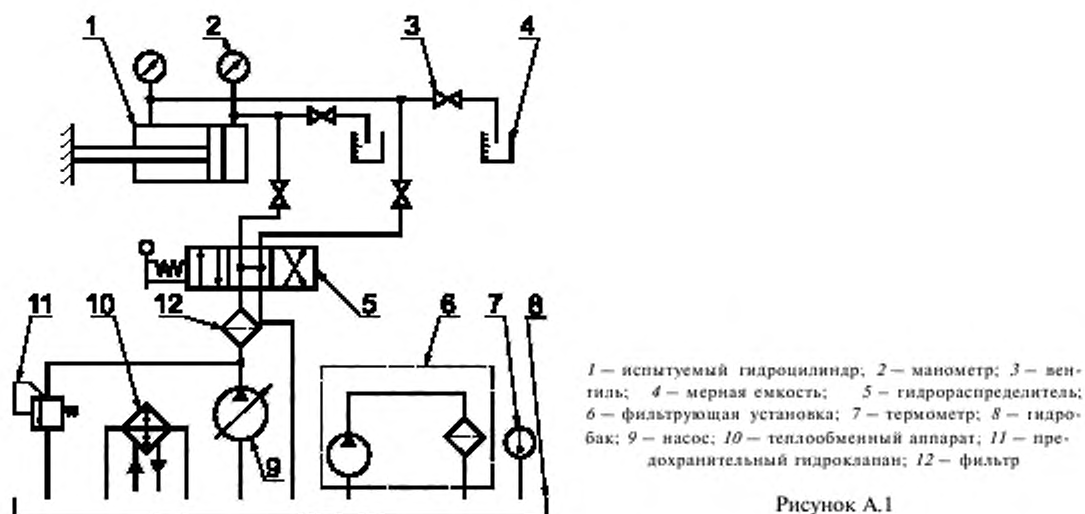 1
2
3
4
5
11
10
12
6
7
8
9
1 — испытуемый гидроцилиндр; 2 — манометр; 3 — вен-
тиль; 4 — мерная емкость; 5 — гидрораспределитель;
6 — фильтрующая установка; 7 — термометр; 8 — гидро-
бак; 9 — насос; 10 — теплообменный аппарат; 11 — пре-
дохранительный гидроклапан; 12 — фильтр
Рисунок А.1